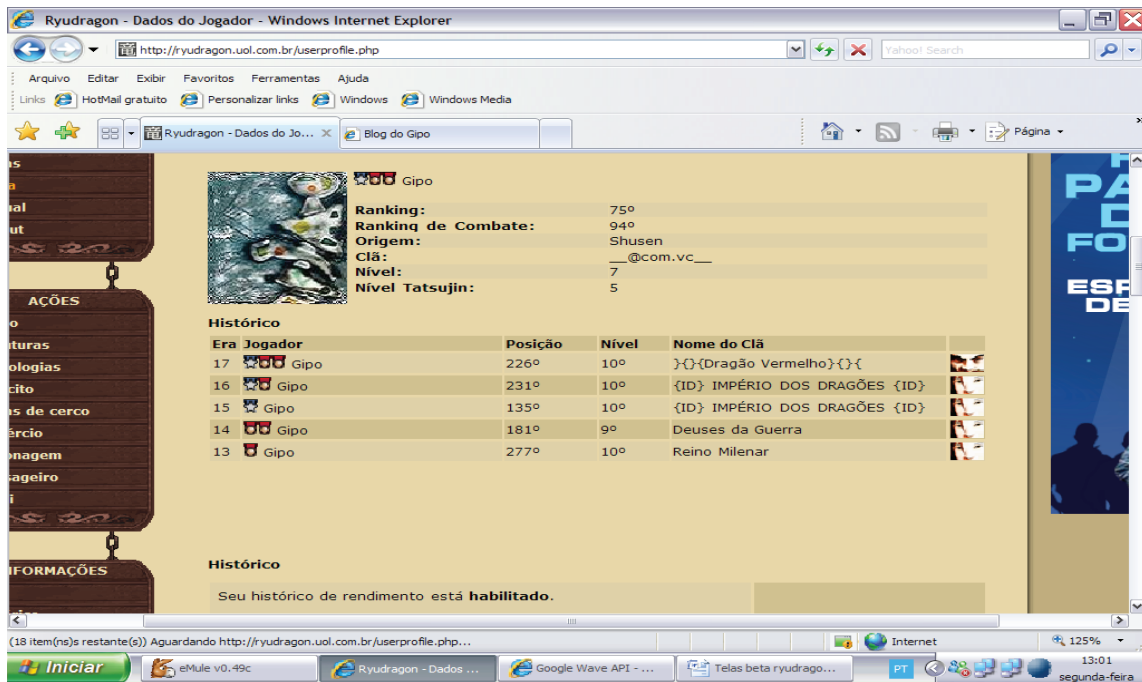 Ryudragon - Dados do Jogador - Windows Internet Explorer
http://ryudragon.uol.com.br/userprofile.php
Yahoo! Search
Arquivo Editar Exibir Favoritos Ferramentas Ajuda
Links HotMail gratuito Personalizar links Windows Windows Media
Ryudragon - Dados do Jo... Blog do Gipo Página
Gipo
Ranking: 75º
Ranking de Combate: 94º
Origem: Shusen
Clã: __@com.vc__
Nível: 7
Nível Tatsujin: 5
AÇÕES
Histórico
Era Jogador Posição Nível Nome do Clã
17 Gipo 226º 10º }{}{Dragão Vermelho}{}{
16 Gipo 231º 10º {ID} IMPÉRIO DOS DRAGÕES {ID}
15 Gipo 135º 10º {ID} IMPÉRIO DOS DRAGÕES {ID}
14 Gipo 181º 9º Deuses da Guerra
13 Gipo 277º 10º Reino Milenar
Histórico
Seu histórico de rendimento está habilitado.
(18 item(ns)s restante(s)) Aguardando http://ryudragon.uol.com.br/userprofile.php...
Internet 125%
Iniciar eMule v0.49c Ryudragon - Dados ... Google Wave API - ... Telas beta ryudrago... PT 13:01
segunda-feira